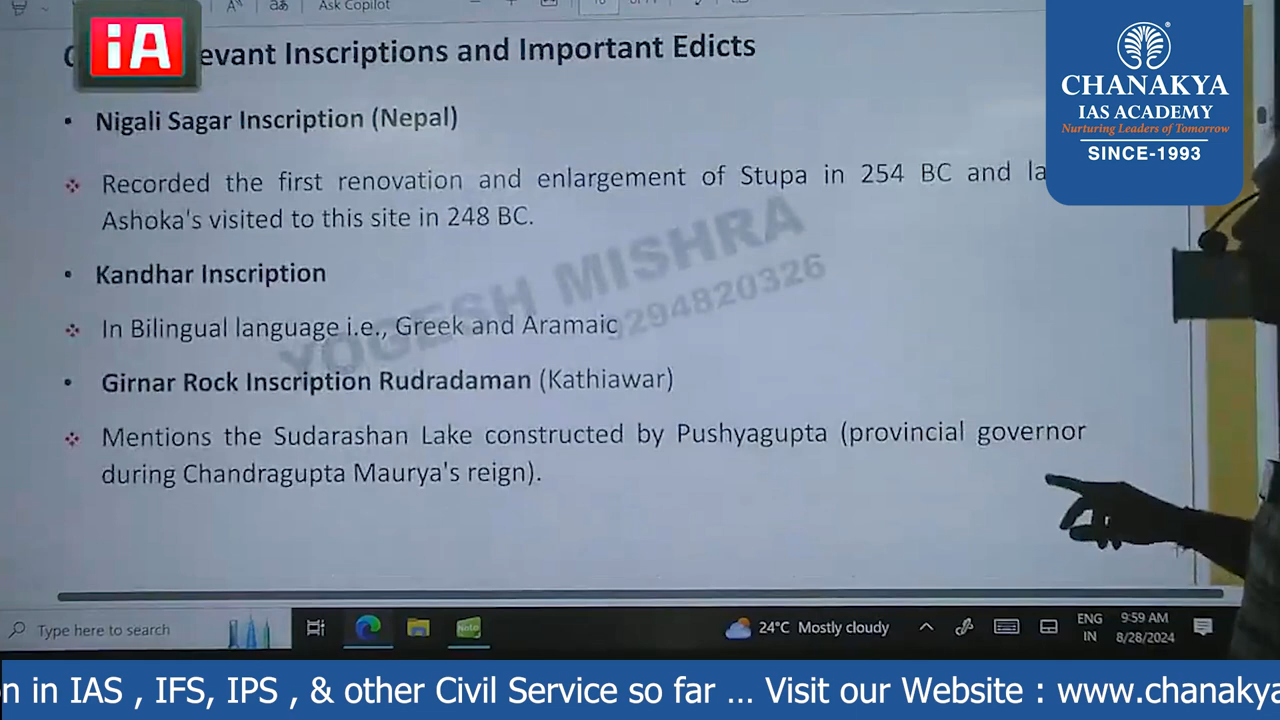 Ask Copilot
iA
evant Inscriptions and Important Edicts
CHANAKYA
IAS ACADEMY
Nurturing Leaders of Tomorrow
SINCE-1993
• Nigali Sagar Inscription (Nepal)
Recorded the first renovation and enlargement of Stupa in 254 BC and la
Ashoka's visited to this site in 248 BC.
• Kandhar Inscription
In Bilingual language i.e., Greek and Aramaic
YOGESH MISHRA
9294820326
• Girnar Rock Inscription Rudradaman (Kathiawar)
Mentions the Sudarashan Lake constructed by Pushyagupta (provincial governor
during Chandragupta Maurya's reign).
Type here to search
24°C Mostly cloudy
ENG
IN
9:59 AM
8/28/2024
n in IAS , IFS, IPS , & other Civil Service so far ... Visit our Website : www.chanakya